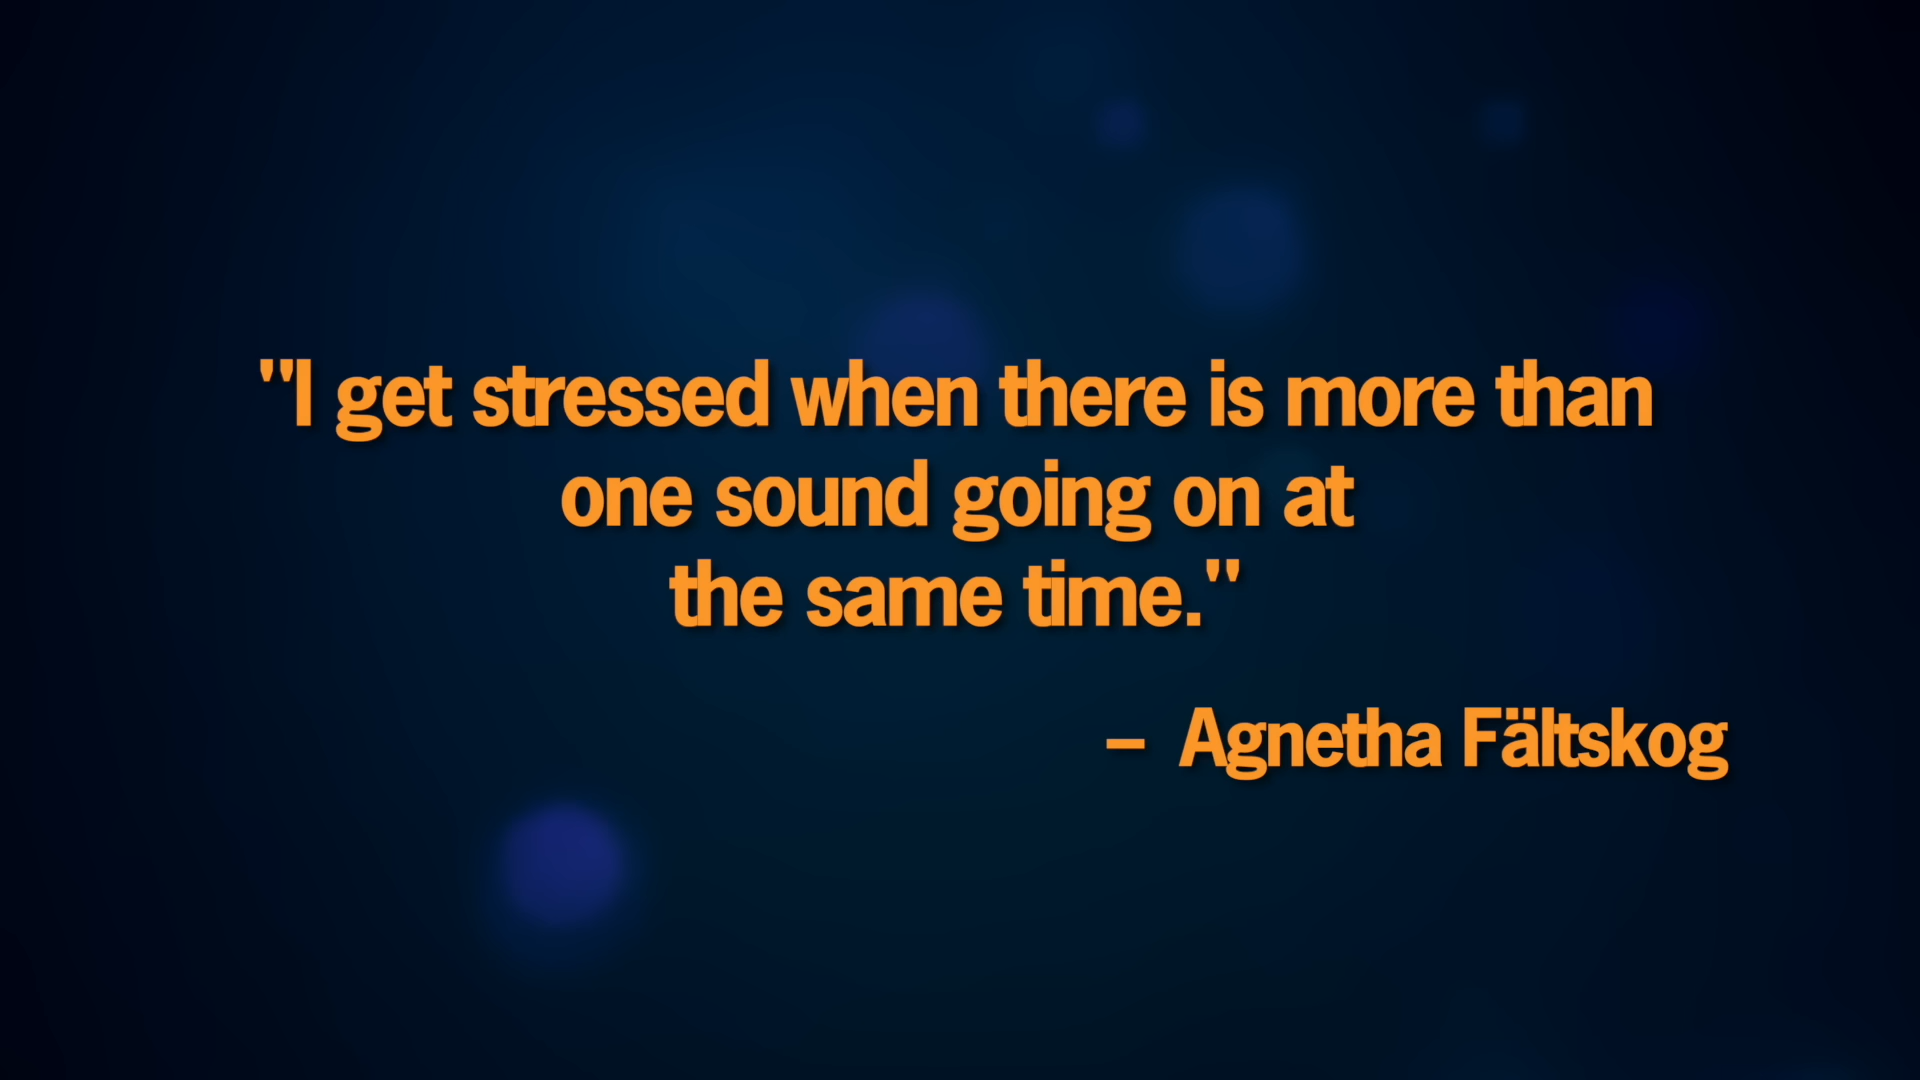 "I get stressed when there is more than
one sound going on at
the same time."
– Agnetha Fältskog